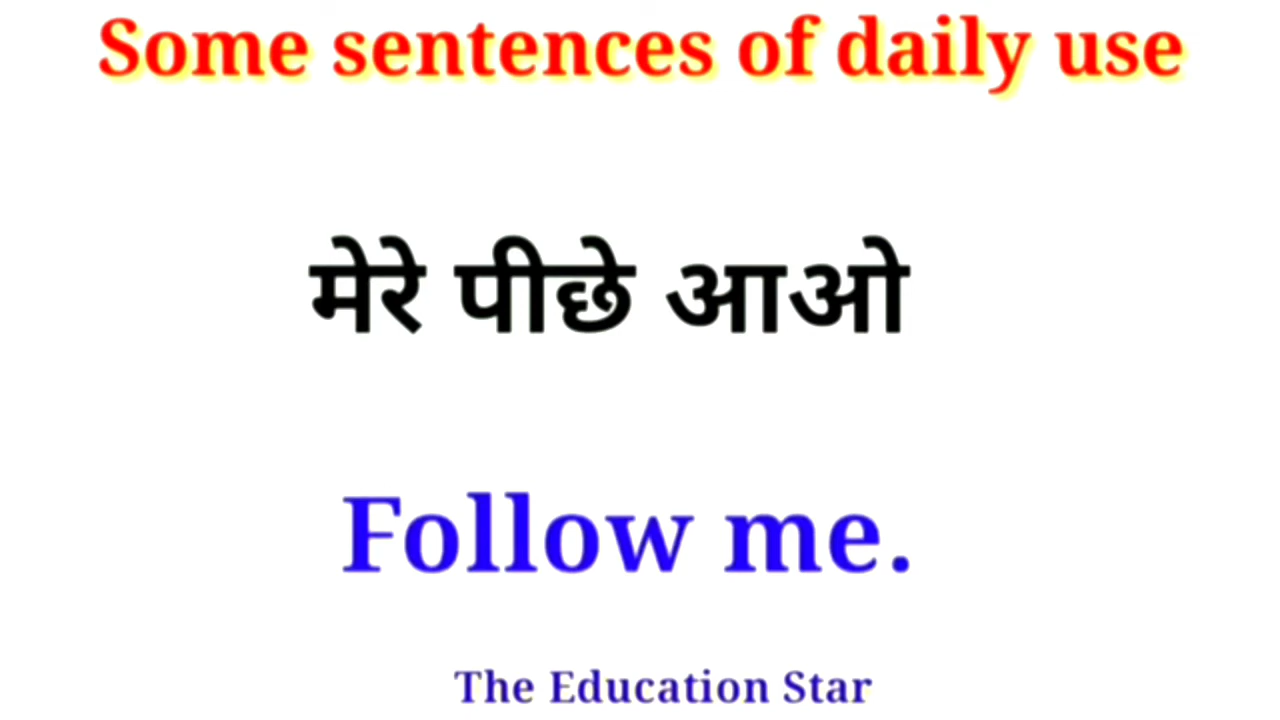 Some sentences of daily use
मेरे पीछे आओ
Follow me.
The Education Star